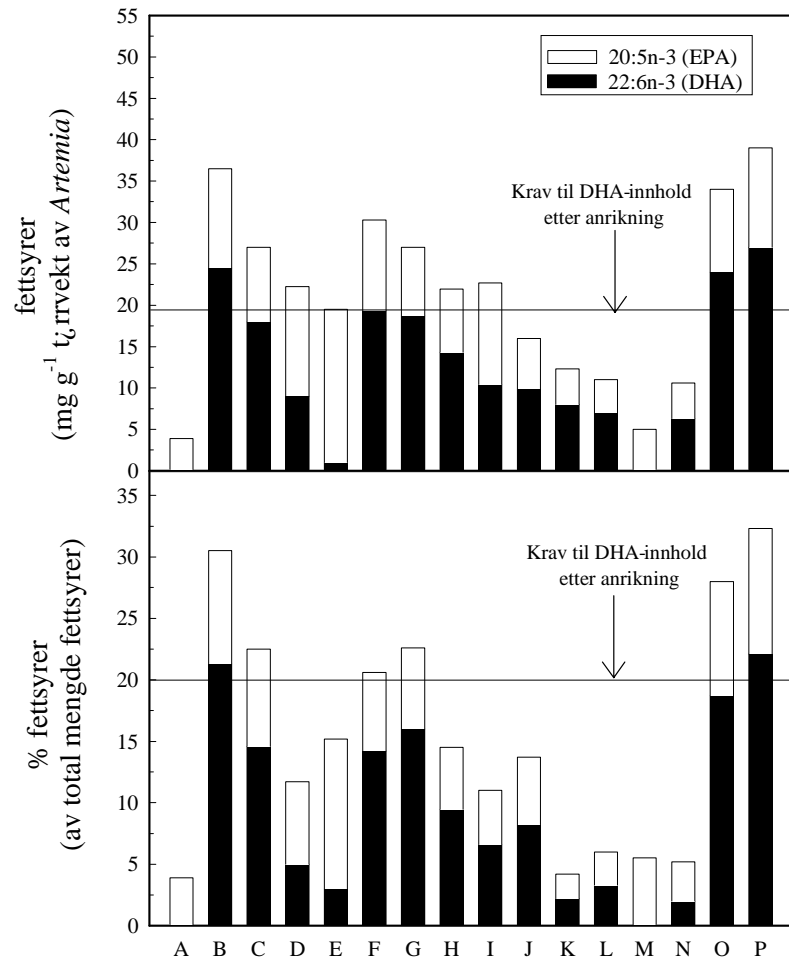 55
50
45
40
35
30
25
20
15
10
5
0
fettsyrer
(mg g-1 t¿rrvekt av Artemia)
20:5n-3 (EPA)
22:6n-3 (DHA)
Krav til DHA-innhold
etter anrikning
35
30
25
20
15
10
5
0
% fettsyrer
(av total mengde fettsyrer)
Krav til DHA-innhold
etter anrikning
A B C D E F G H I J K L M N O P